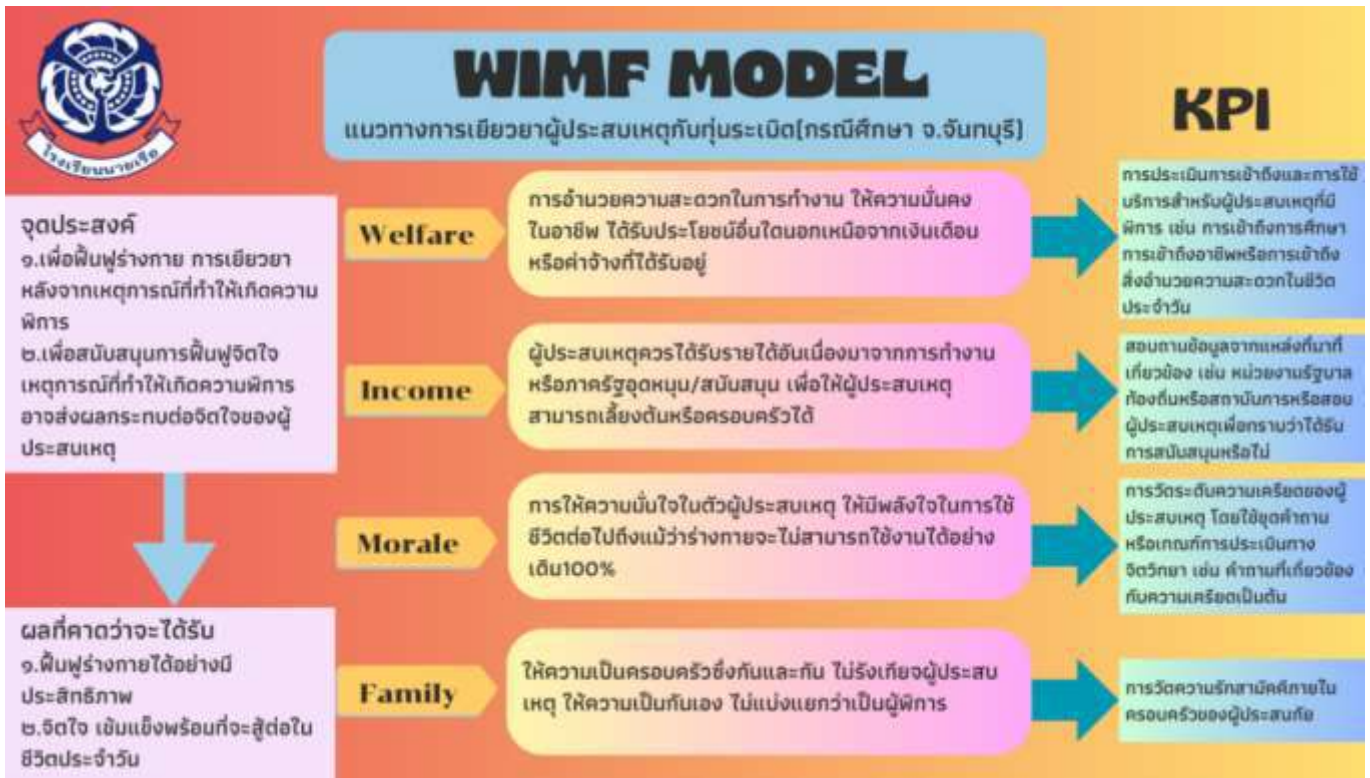 โรงเรียนนายเรือ
WIMF MODEL
แนวทางการเยียวยาผู้ประสบเหตุกับทุ่นระเบิด(กรณีศึกษา จ.จันทบุรี)
KPI
จุดประสงค์
๑.เพื่อฟื้นฟูร่างกาย การเยียวยา
หลังจากเหตุการณ์ที่ทำให้เกิดความ
พิการ
๒.เพื่อสนับสนุนการฟื้นฟูจิตใจ
เหตุการณ์ที่ทำให้เกิดความพิการ
อาจส่งผลกระทบต่อจิตใจของผู้
ประสบเหตุ
ผลที่คาดว่าจะได้รับ
๑.ฟื้นฟูร่างกายได้อย่างมี
ประสิทธิภาพ
๒.จิตใจ เข้มแข็งพร้อมที่จะสู้ต่อใน
ชีวิตประจำวัน
Welfare
การอำนวยความสะดวกในการทำงาน ให้ความมั่นคง
ในอาชีพ ได้รับประโยชน์อื่นใดนอกเหนือจากเงินเดือน
หรือค่าจ้างที่ได้รับอยู่
การประเมินการเข้าถึงและการใช้
บริการสำหรับผู้ประสบเหตุที่มี
พิการ เช่น การเข้าถึงการศึกษา
การเข้าถึงอาชีพหรือการเข้าถึง
สิ่งอำนวยความสะดวกในชีวิต
ประจำวัน
Income
ผู้ประสบเหตุควรได้รับรายได้อันเนื่องมาจากการทำงาน
หรือภาครัฐอุดหนุน/สนับสนุน เพื่อให้ผู้ประสบเหตุ
สามารถเลี้ยงตนหรือครอบครัวได้
สอบถามข้อมูลจากแหล่งที่มาที่
เกี่ยวข้อง เช่น หน่วยงานรัฐบาล
ท้องถิ่นหรือสถาบันการหรือสอบ
ผู้ประสบเหตุเพื่อทราบว่าได้รับ
การสนับสนุนหรือไม่
Morale
การให้ความมั่นใจในตัวผู้ประสบเหตุ ให้มีพลังใจในการใช้
ชีวิตต่อไปถึงแม้ว่าร่างกายจะไม่สามารถใช้งานได้อย่าง
เดิม100%
การวัดระดับความเครียดของผู้
ประสบเหตุ โดยใช้ชุดคำถาม
หรือเกณฑ์การประเมินทาง
จิตวิทยา เช่น คำถามที่เกี่ยวข้อง
กับความเครียดเป็นต้น
Family
ให้ความเป็นครอบครัวซึ่งกันและกัน ไม่รังเกียจผู้ประสบ
เหตุ ให้ความเป็นกันเอง ไม่แบ่งแยกว่าเป็นผู้พิการ
การวัดความรักสามัคคีภายใน
ครอบครัวของผู้ประสบภัย